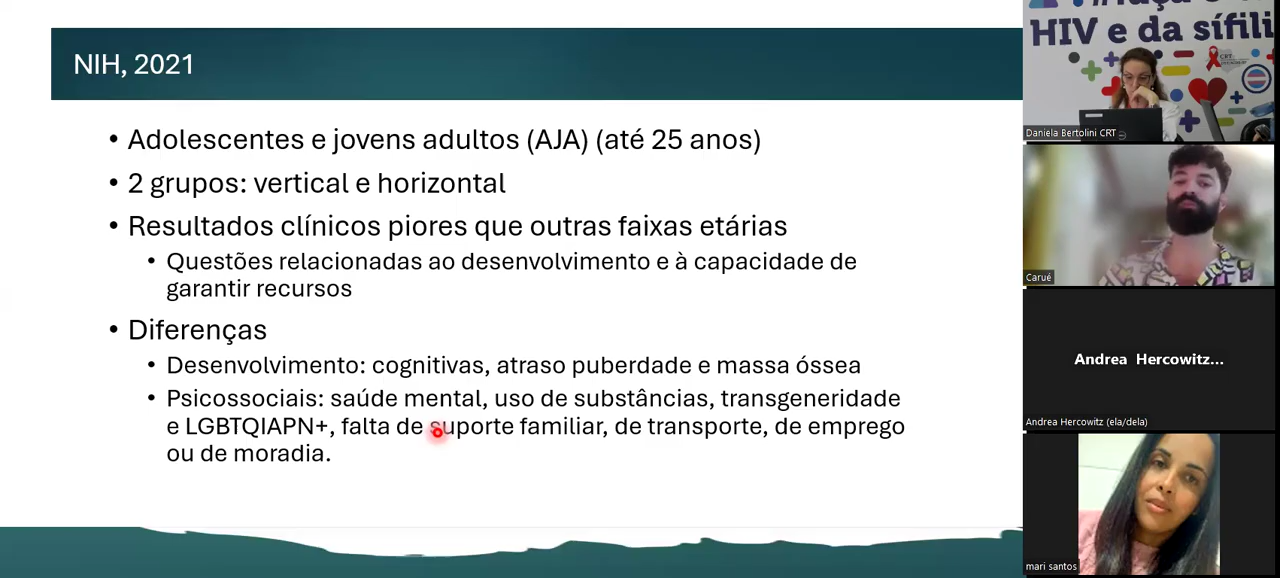 NIH, 2021
• Adolescentes e jovens adultos (AJA) (até 25 anos)
• 2 grupos: vertical e horizontal
• Resultados clínicos piores que outras faixas etárias
• Questões relacionadas ao desenvolvimento e à capacidade de
garantir recursos
• Diferenças
• Desenvolvimento: cognitivas, atraso puberdade e massa óssea
• Psicossociais: saúde mental, uso de substâncias, transgeneridade
e LGBTQIAPN+, falta de suporte familiar, de transporte, de emprego
ou de moradia.
HIV e da sífili
CRT
Daniela Bertolini CRT
Carué
Andrea Hercowitz...
Andrea Hercowitz (ela/dela)
mari santos